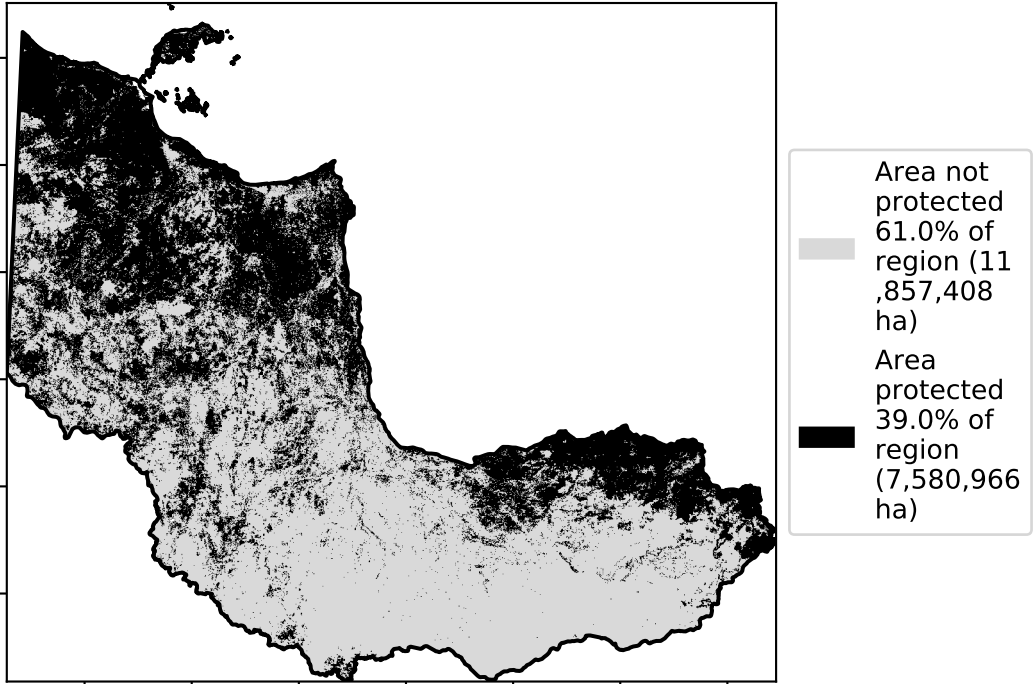 Area not
protected
61.0% of
region (11
,857,408
ha)
Area
protected
39.0% of
region
(7,580,966
ha)